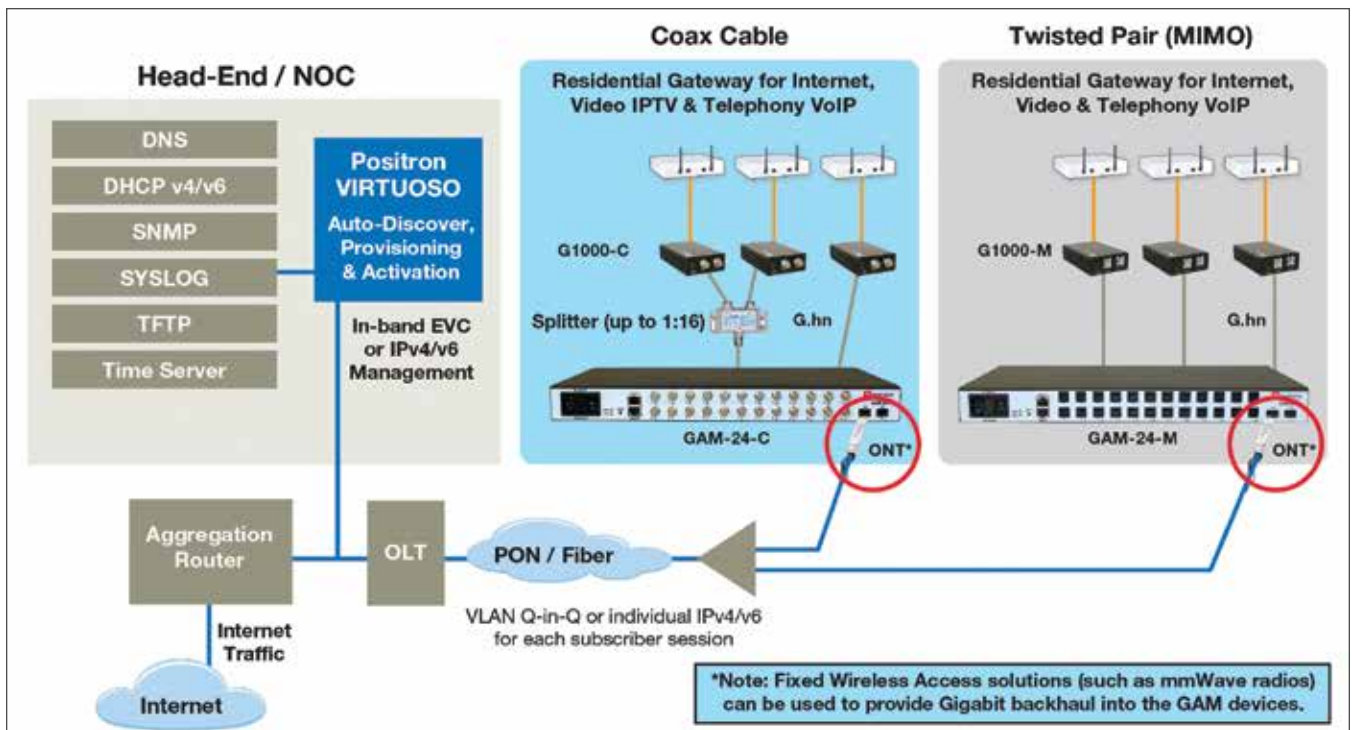 Head-End / NOC
DNS
DHCP v4/v6
SNMP
SYSLOG
TFTP
Time Server
Positron
VIRTUOSO
Auto-Discover,
Provisioning
& Activation
In-band EVC
or IPv4/v6
Management
Coax Cable
Residential Gateway for Internet,
Video IPTV & Telephony VoIP
G1000-C
Splitter (up to 1:16)
G.hn
GAM-24-C
ONT*
Twisted Pair (MIMO)
Residential Gateway for Internet,
Video & Telephony VoIP
G1000-M
G.hn
GAM-24-M
ONT*
Aggregation
Router
OLT
PON / Fiber
VLAN Q-in-Q or individual IPv4/v6
for each subscriber session
Internet
Traffic
Internet
*Note: Fixed Wireless Access solutions (such as mmWave radios)
can be used to provide Gigabit backhaul into the GAM devices.